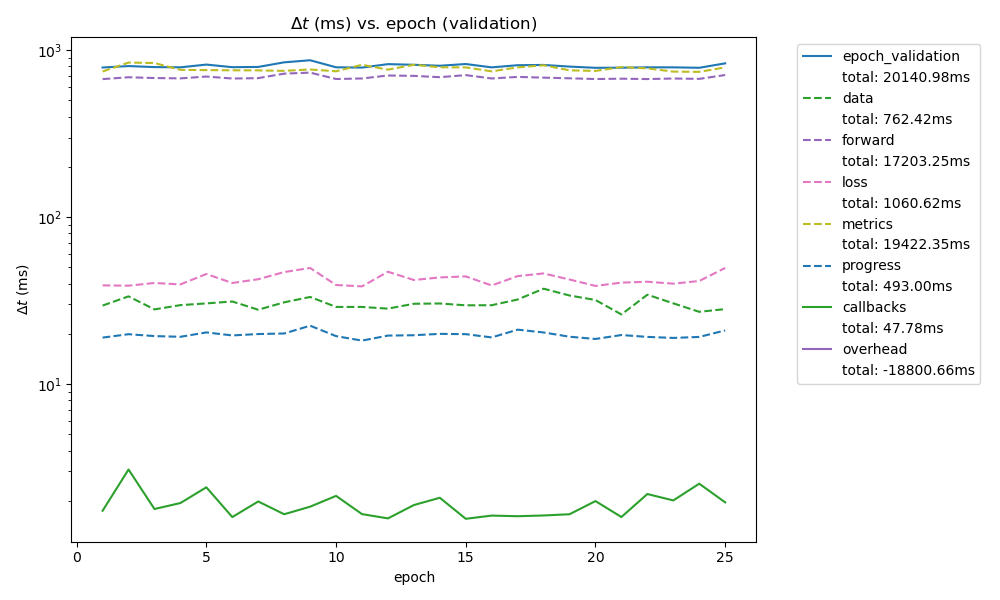 Δt (ms) vs. epoch (validation)
Δt (ms)
10³
10²
10¹
0
5
10
15
20
25
epoch
epoch_validation
total: 20140.98ms
data
total: 762.42ms
forward
total: 17203.25ms
loss
total: 1060.62ms
metrics
total: 19422.35ms
progress
total: 493.00ms
callbacks
total: 47.78ms
overhead
total: -18800.66ms